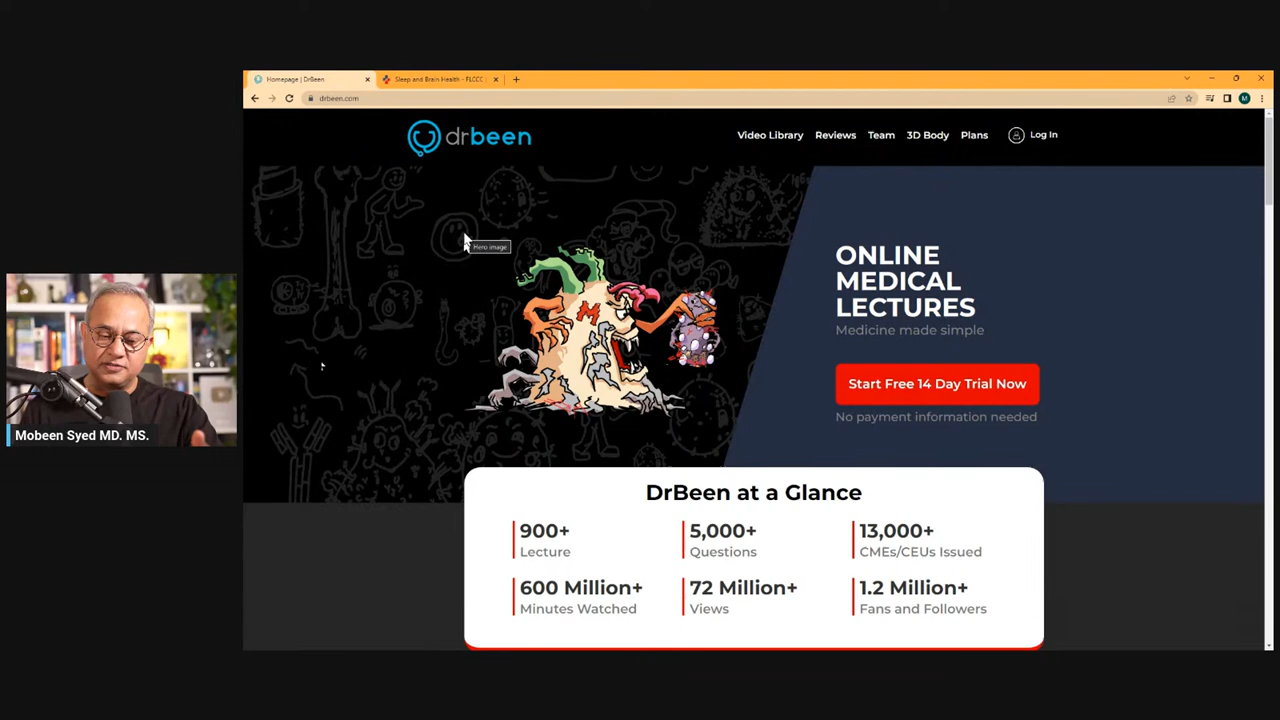 Homepage | DrBeen
Sleep and Brain Health - FLCCC
drbeen.com
drbeen
Video Library
Reviews
Team
3D Body
Plans
Log In
Hero image
M
ONLINE
MEDICAL
LECTURES
Medicine made simple
Start Free 14 Day Trial Now
No payment information needed
Mobeen Syed MD. MS.
DrBeen at a Glance
900+
Lecture
5,000+
Questions
13,000+
CMEs/CEUs Issued
600 Million+
Minutes Watched
72 Million+
Views
1.2 Million+
Fans and Followers